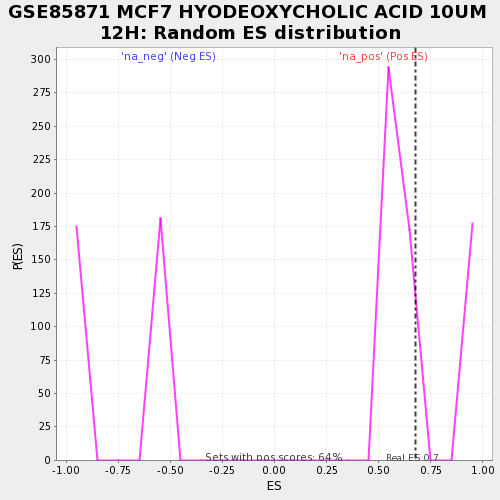 GSE85871 MCF7 HYODEOXYCHOLIC ACID 10UM
12H: Random ES distribution
'na_neg' (Neg ES)
'na_pos' (Pos ES)
P(ES)
300
275
250
225
200
175
150
125
100
75
50
25
0
Sets with pos scores: 64%
Real ES 0.7
-1.00 -0.75 -0.50 -0.25 0.00 0.25 0.50 0.75 1.00
ES